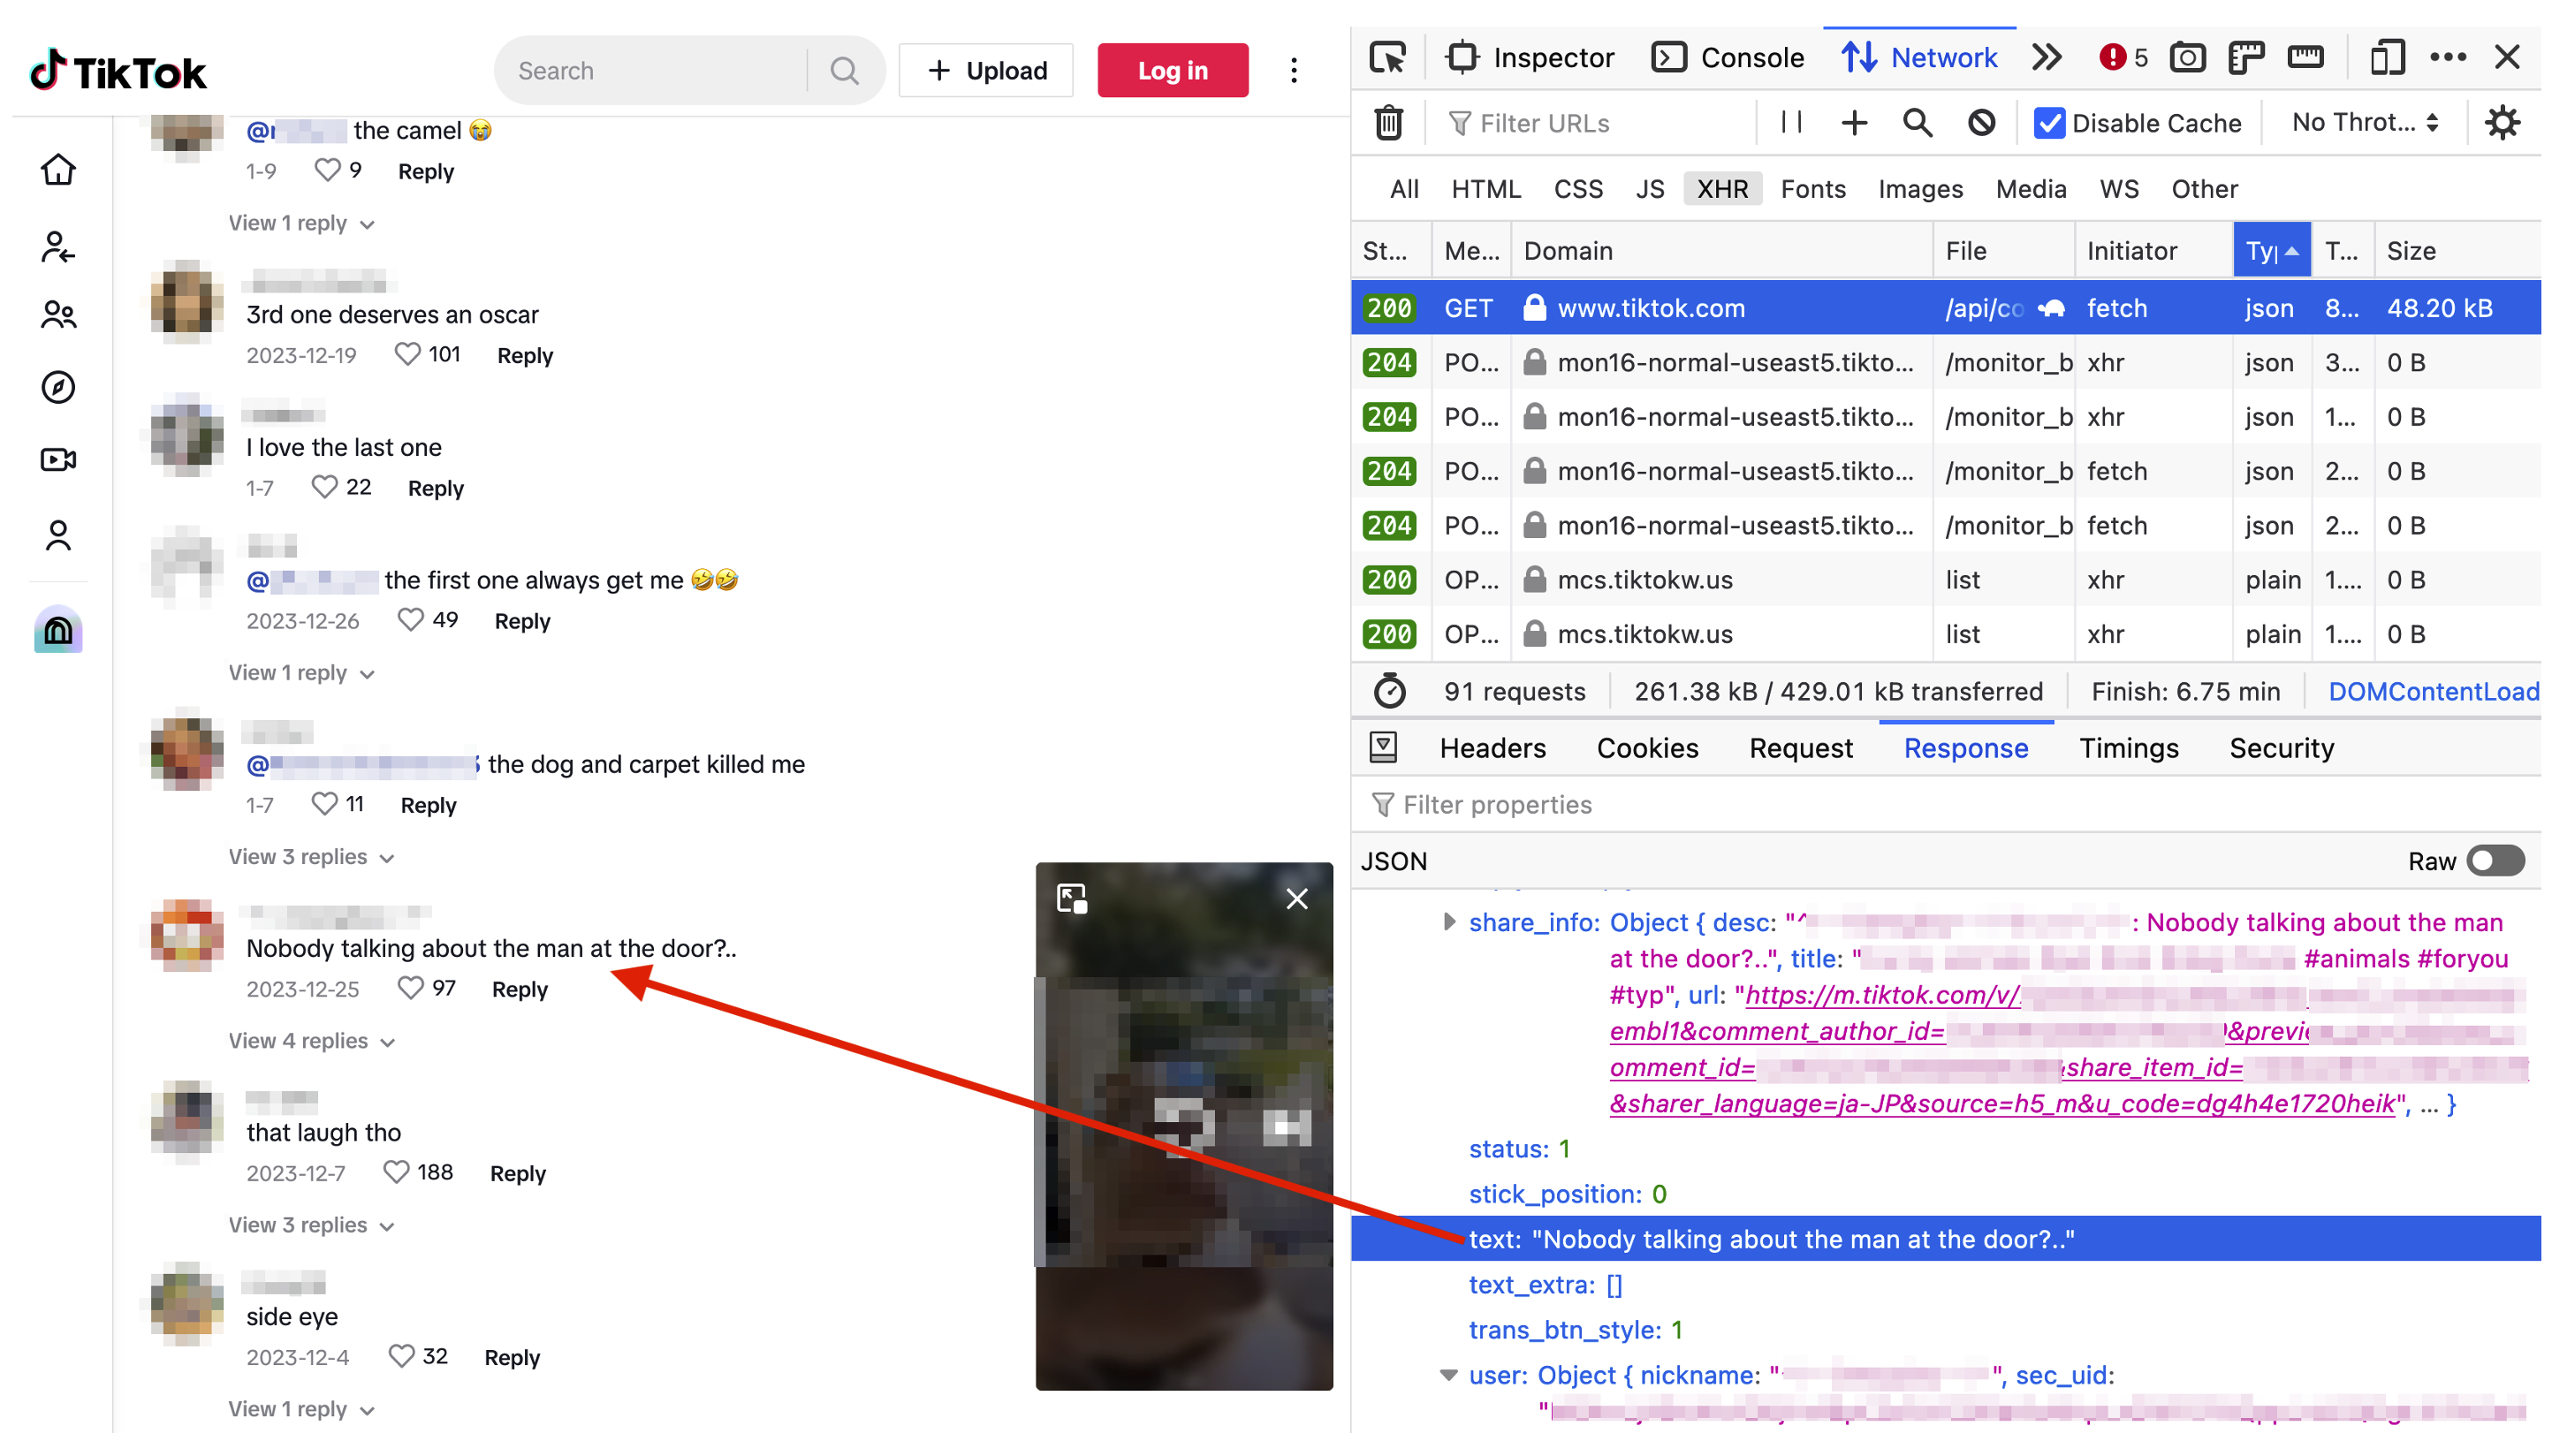 TikTok
Search
Upload
Log in
the camel 😭
1-9 9 Reply
View 1 reply
3rd one deserves an oscar
2023-12-19 101 Reply
I love the last one
1-7 22 Reply
@ the first one always get me 🤣🤣
2023-12-26 49 Reply
View 1 reply
@ the dog and carpet killed me
1-7 11 Reply
View 3 replies
Nobody talking about the man at the door?..
2023-12-25 97 Reply
View 4 replies
that laugh tho
2023-12-7 188 Reply
View 3 replies
side eye
2023-12-4 32 Reply
View 1 reply
Inspector Console Network 5
Filter URLs Disable Cache No Throt...
All HTML CSS JS XHR Fonts Images Media WS Other
St... Me... Domain File Initiator Ty T... Size
200 GET www.tiktok.com /api/co fetch json 8... 48.20 kB
204 PO... mon16-normal-useast5.tikto... /monitor_b xhr json 3... 0 B
204 PO... mon16-normal-useast5.tikto... /monitor_b xhr json 1... 0 B
204 PO... mon16-normal-useast5.tikto... /monitor_b fetch json 2... 0 B
204 PO... mon16-normal-useast5.tikto... /monitor_b fetch json 2... 0 B
200 OP... mcs.tiktokw.us list xhr plain 1.... 0 B
200 OP... mcs.tiktokw.us list xhr plain 1.... 0 B
91 requests 261.38 kB / 429.01 kB transferred Finish: 6.75 min DOMContentLoad
Headers Cookies Request Response Timings Security
Filter properties
JSON Raw
share_info: Object { desc: "^ : Nobody talking about the man
at the door?..", title: " #animals #foryou
#typ", url: "https://m.tiktok.com/v/
embl1&comment_author_id= &previ
omment_id= share_item_id=
&sharer_language=ja-JP&source=h5_m&u_code=dg4h4e1720heik", ... }
status: 1
stick_position: 0
text: "Nobody talking about the man at the door?.."
text_extra: []
trans_btn_style: 1
user: Object { nickname: " ", sec_uid:
"